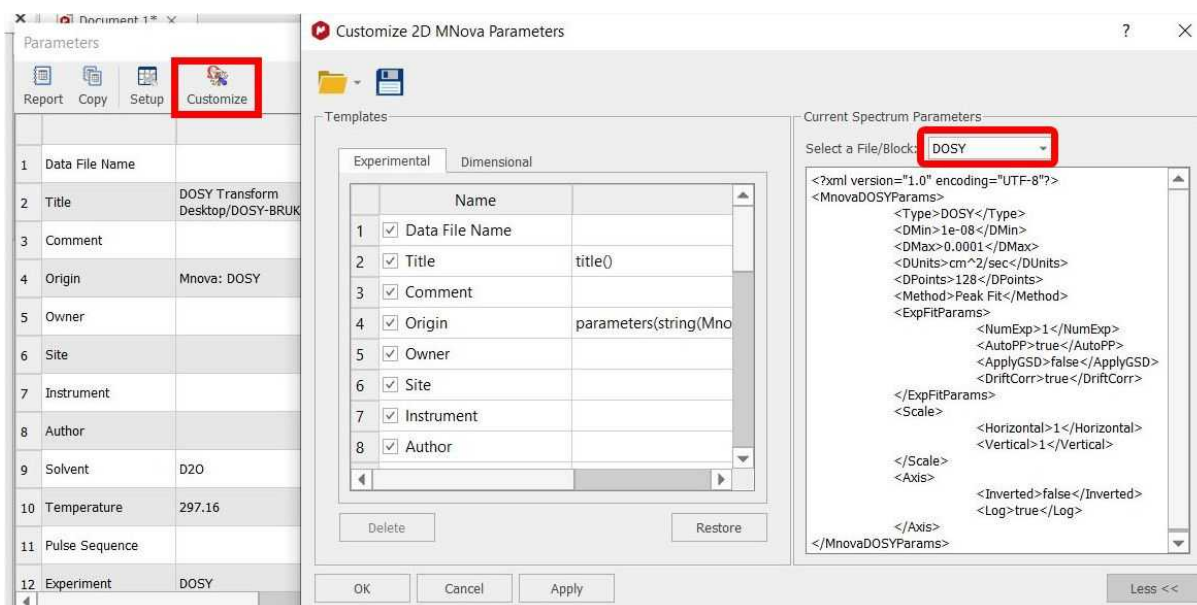 Document 1*
Parameters
Report Copy Setup Customize
1 Data File Name
2 Title DOSY Transform
Desktop/DOSY-BRUK
3 Comment
4 Origin Mnova: DOSY
5 Owner
6 Site
7 Instrument
8 Author
9 Solvent D2O
10 Temperature 297.16
11 Pulse Sequence
12 Experiment DOSY
Customize 2D MNova Parameters
Templates
Experimental Dimensional
Name
1 Data File Name
2 Title title()
3 Comment
4 Origin parameters(string(Mno
5 Owner
6 Site
7 Instrument
8 Author
Delete Restore
Current Spectrum Parameters
Select a File/Block: DOSY
<?xml version="1.0" encoding="UTF-8"?>
<MnovaDOSYParams>
<Type>DOSY</Type>
<DMin>1e-08</DMin>
<DMax>0.0001</DMax>
<DUnits>cm^2/sec</DUnits>
<DPoints>128</DPoints>
<Method>Peak Fit</Method>
<ExpFitParams>
<NumExp>1</NumExp>
<AutoPP>true</AutoPP>
<ApplyGSD>false</ApplyGSD>
<DriftCorr>true</DriftCorr>
</ExpFitParams>
<Scale>
<Horizontal>1</Horizontal>
<Vertical>1</Vertical>
</Scale>
<Axis>
<Inverted>false</Inverted>
<Log>true</Log>
</Axis>
</MnovaDOSYParams>
OK Cancel Apply Less <<